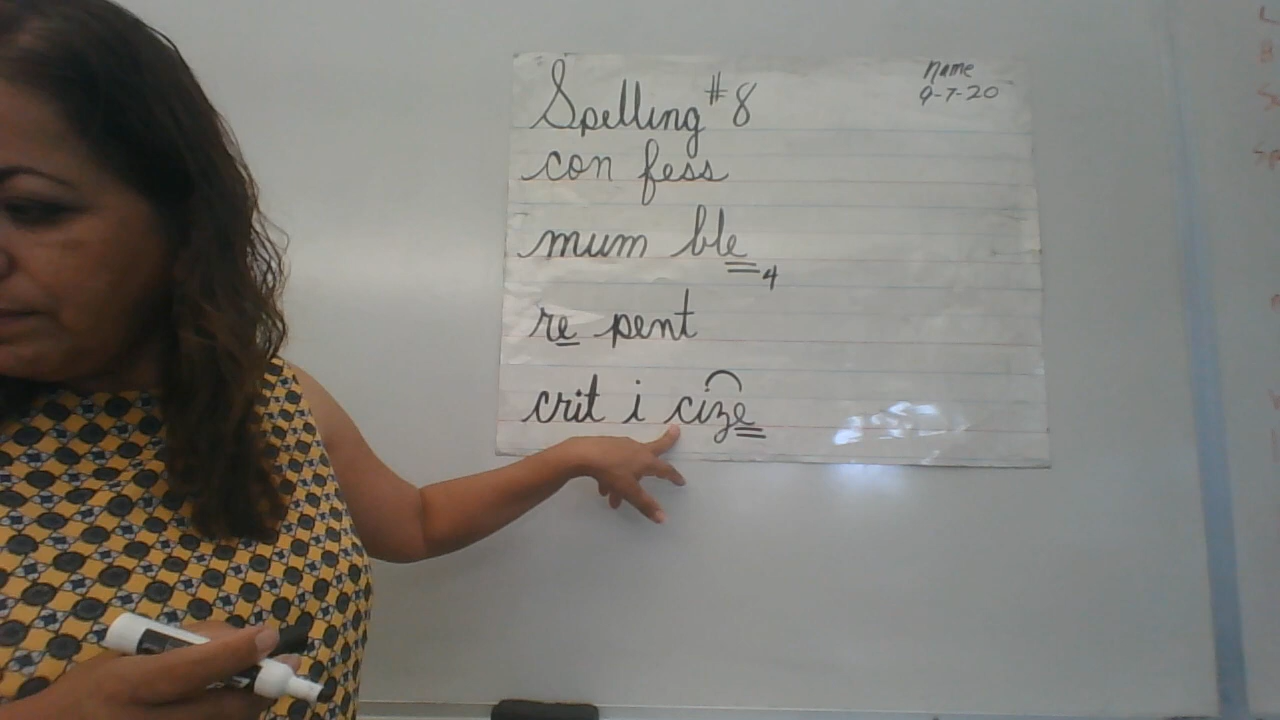 Name
9-7-20
Spelling #8
con fess
mum ble 4
re pent
crit i cize